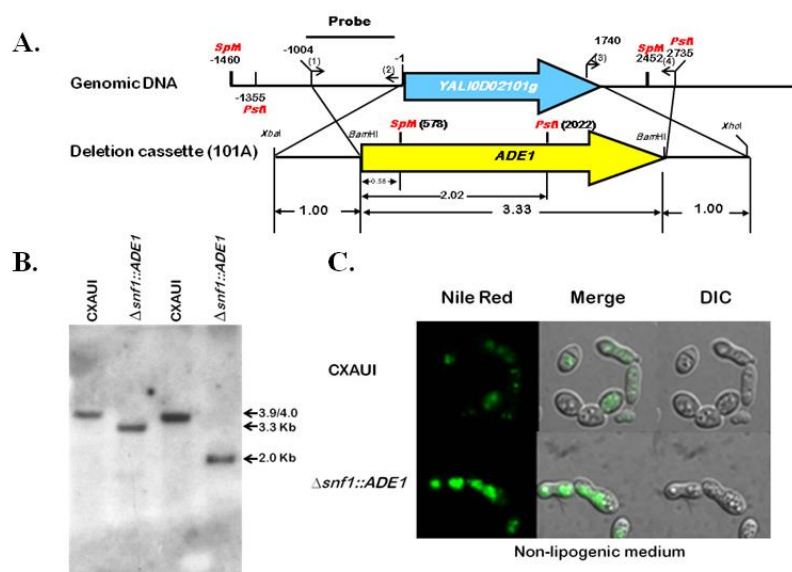 A.
Probe
SphI
-1460
-1004
(1)
(2)
-1
1740
(3)
SphI
2452
PstI
2735
(4)
Genomic DNA
YALI0D02101g
-1355
PstI
XbaI
BamHI
SphI (578)
PstI (2022)
BamHI
XhoI
Deletion cassette (101A)
ADE1
0.58
2.02
1.00
3.33
1.00
B.
CXAUI
Δsnf1::ADE1
CXAUI
Δsnf1::ADE1
3.9/4.0
3.3 Kb
2.0 Kb
C.
Nile Red
Merge
DIC
CXAUI
Δsnf1::ADE1
Non-lipogenic medium